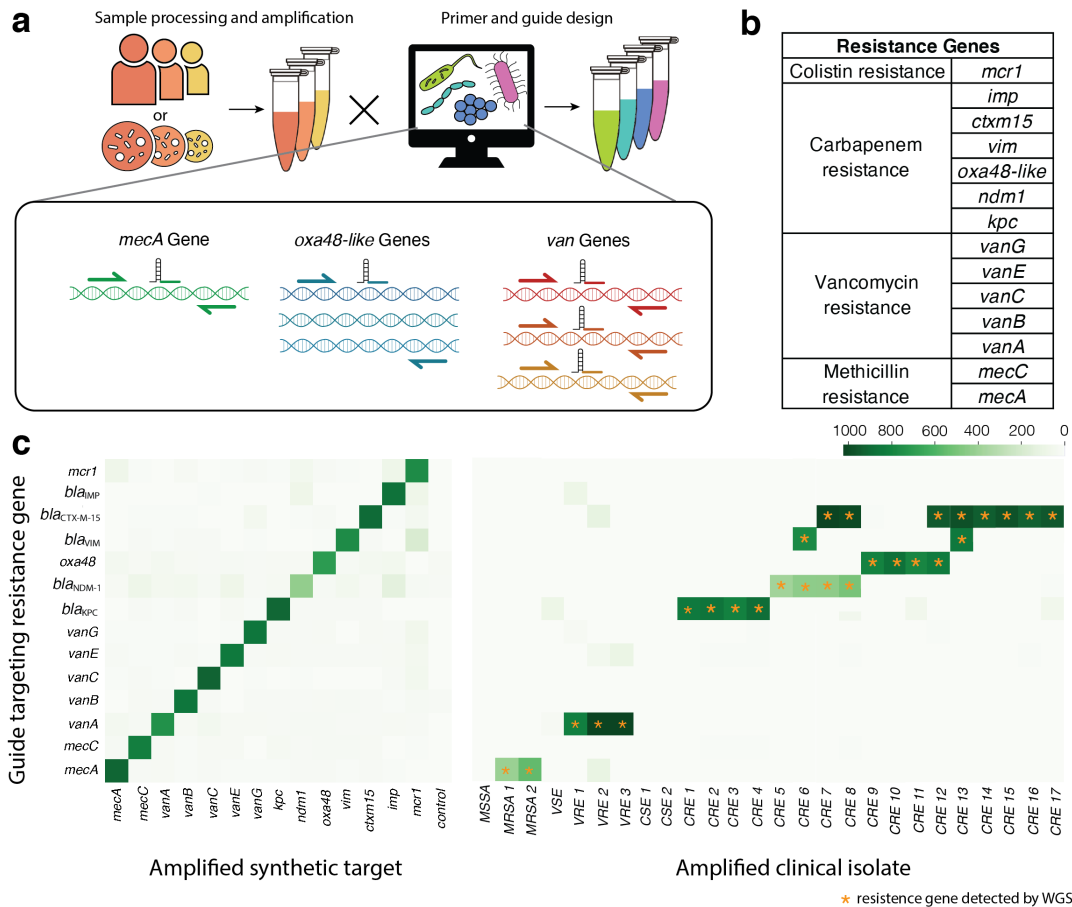 a
Sample processing and amplification
Primer and guide design
or
mecA Gene
oxa48-like Genes
van Genes
b
Resistance Genes
Colistin resistance
mcr1
Carbapenem
resistance
imp
ctxm15
vim
oxa48-like
ndm1
kpc
Vancomycin
resistance
vanG
vanE
vanC
vanB
vanA
Methicillin
resistance
mecC
mecA
c
1000 800 600 400 200 0
Guide targeting resistance gene
mcr1
blaIMP
blaCTX-M-15
blaVIM
oxa48
blaNDM-1
blaKPC
vanG
vanE
vanC
vanB
vanA
mecC
mecA
mecA
mecC
vanA
vanB
vanC
vanE
vanG
kpc
ndm1
oxa48
vim
ctxm15
imp
mcr1
control
MSSA
MRSA 1
MRSA 2
VSE
VRE 1
VRE 2
VRE 3
CSE 1
CSE 2
CRE 1
CRE 2
CRE 3
CRE 4
CRE 5
CRE 6
CRE 7
CRE 8
CRE 9
CRE 10
CRE 11
CRE 12
CRE 13
CRE 14
CRE 15
CRE 16
CRE 17
Amplified synthetic target
Amplified clinical isolate
* resistence gene detected by WGS